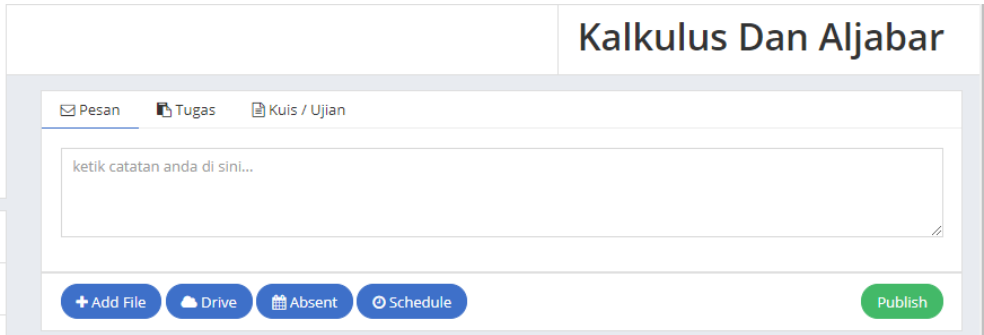 Kalkulus Dan Aljabar
Pesan Tugas Kuis / Ujian
ketik catatan anda di sini...
Add File Drive Absent Schedule Publish